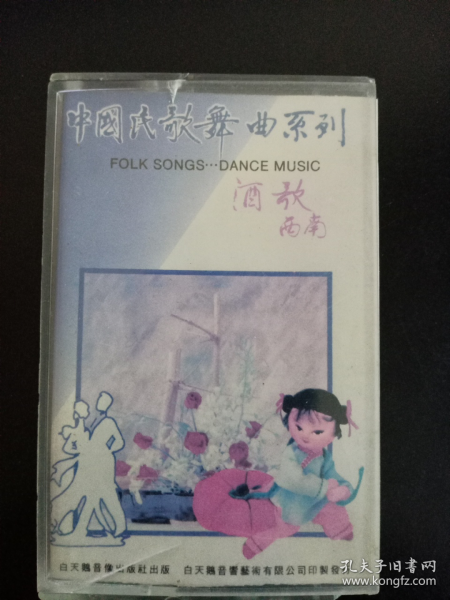 中國民歌舞曲系列
FOLK SONGS···DANCE MUSIC
酒歌
西南
白天鵝音像出版社出版 白天鵝音響藝術有限公司印製發
孔夫子旧書网
www.kongfz.com